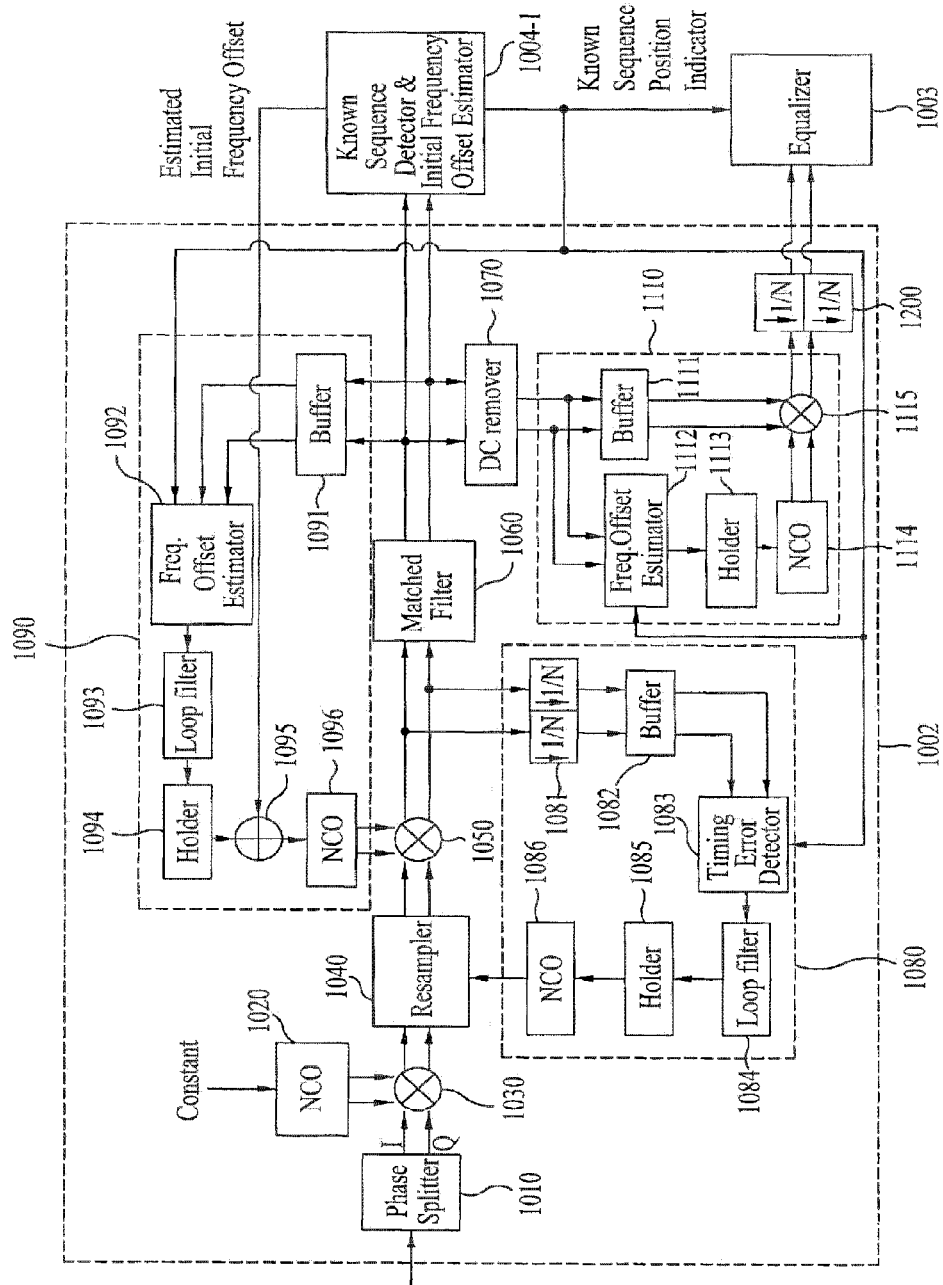 Estimated
Initial
Frequency Offset
Known
Sequence
Detector &
Initial Frequency
Offset Estimator
1004-1
Known
Sequence
Position
Indicator
Equalizer
1003
1090
1092
Freq.
Offset
Estimator
1093
Loop filter
1094
Holder
1095
1096
NCO
Buffer
1091
Constant
1020
NCO
1040
Resampler
1050
Matched
Filter
1060
DC remover
1070
Phase
Splitter
1010
I
Q
1030
1/N
1/N
1081
Buffer
1082
1083
Timing
Error
Detector
1086
NCO
1085
Holder
Loop filter
1084
1080
1110
Buffer
1111
Freq.Offset
Estimator
1112
Holder
1113
NCO
1114
1115
1/N
1/N
1200
1002